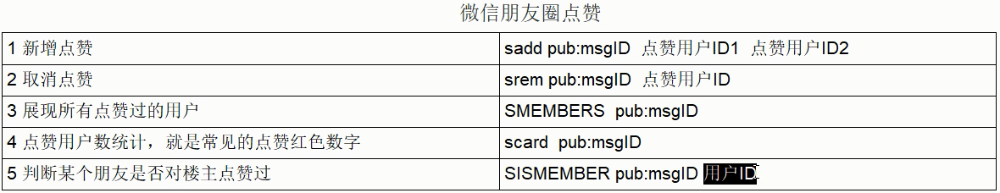 微信朋友圈点赞
1 新增点赞 sadd pub:msgID 点赞用户ID1 点赞用户ID2
2 取消点赞 srem pub:msgID 点赞用户ID
3 展现所有点赞过的用户 SMEMBERS pub:msgID
4 点赞用户数统计，就是常见的点赞红色数字 scard pub:msgID
5 判断某个朋友是否对楼主点赞过 SISMEMBER pub:msgID 用户ID